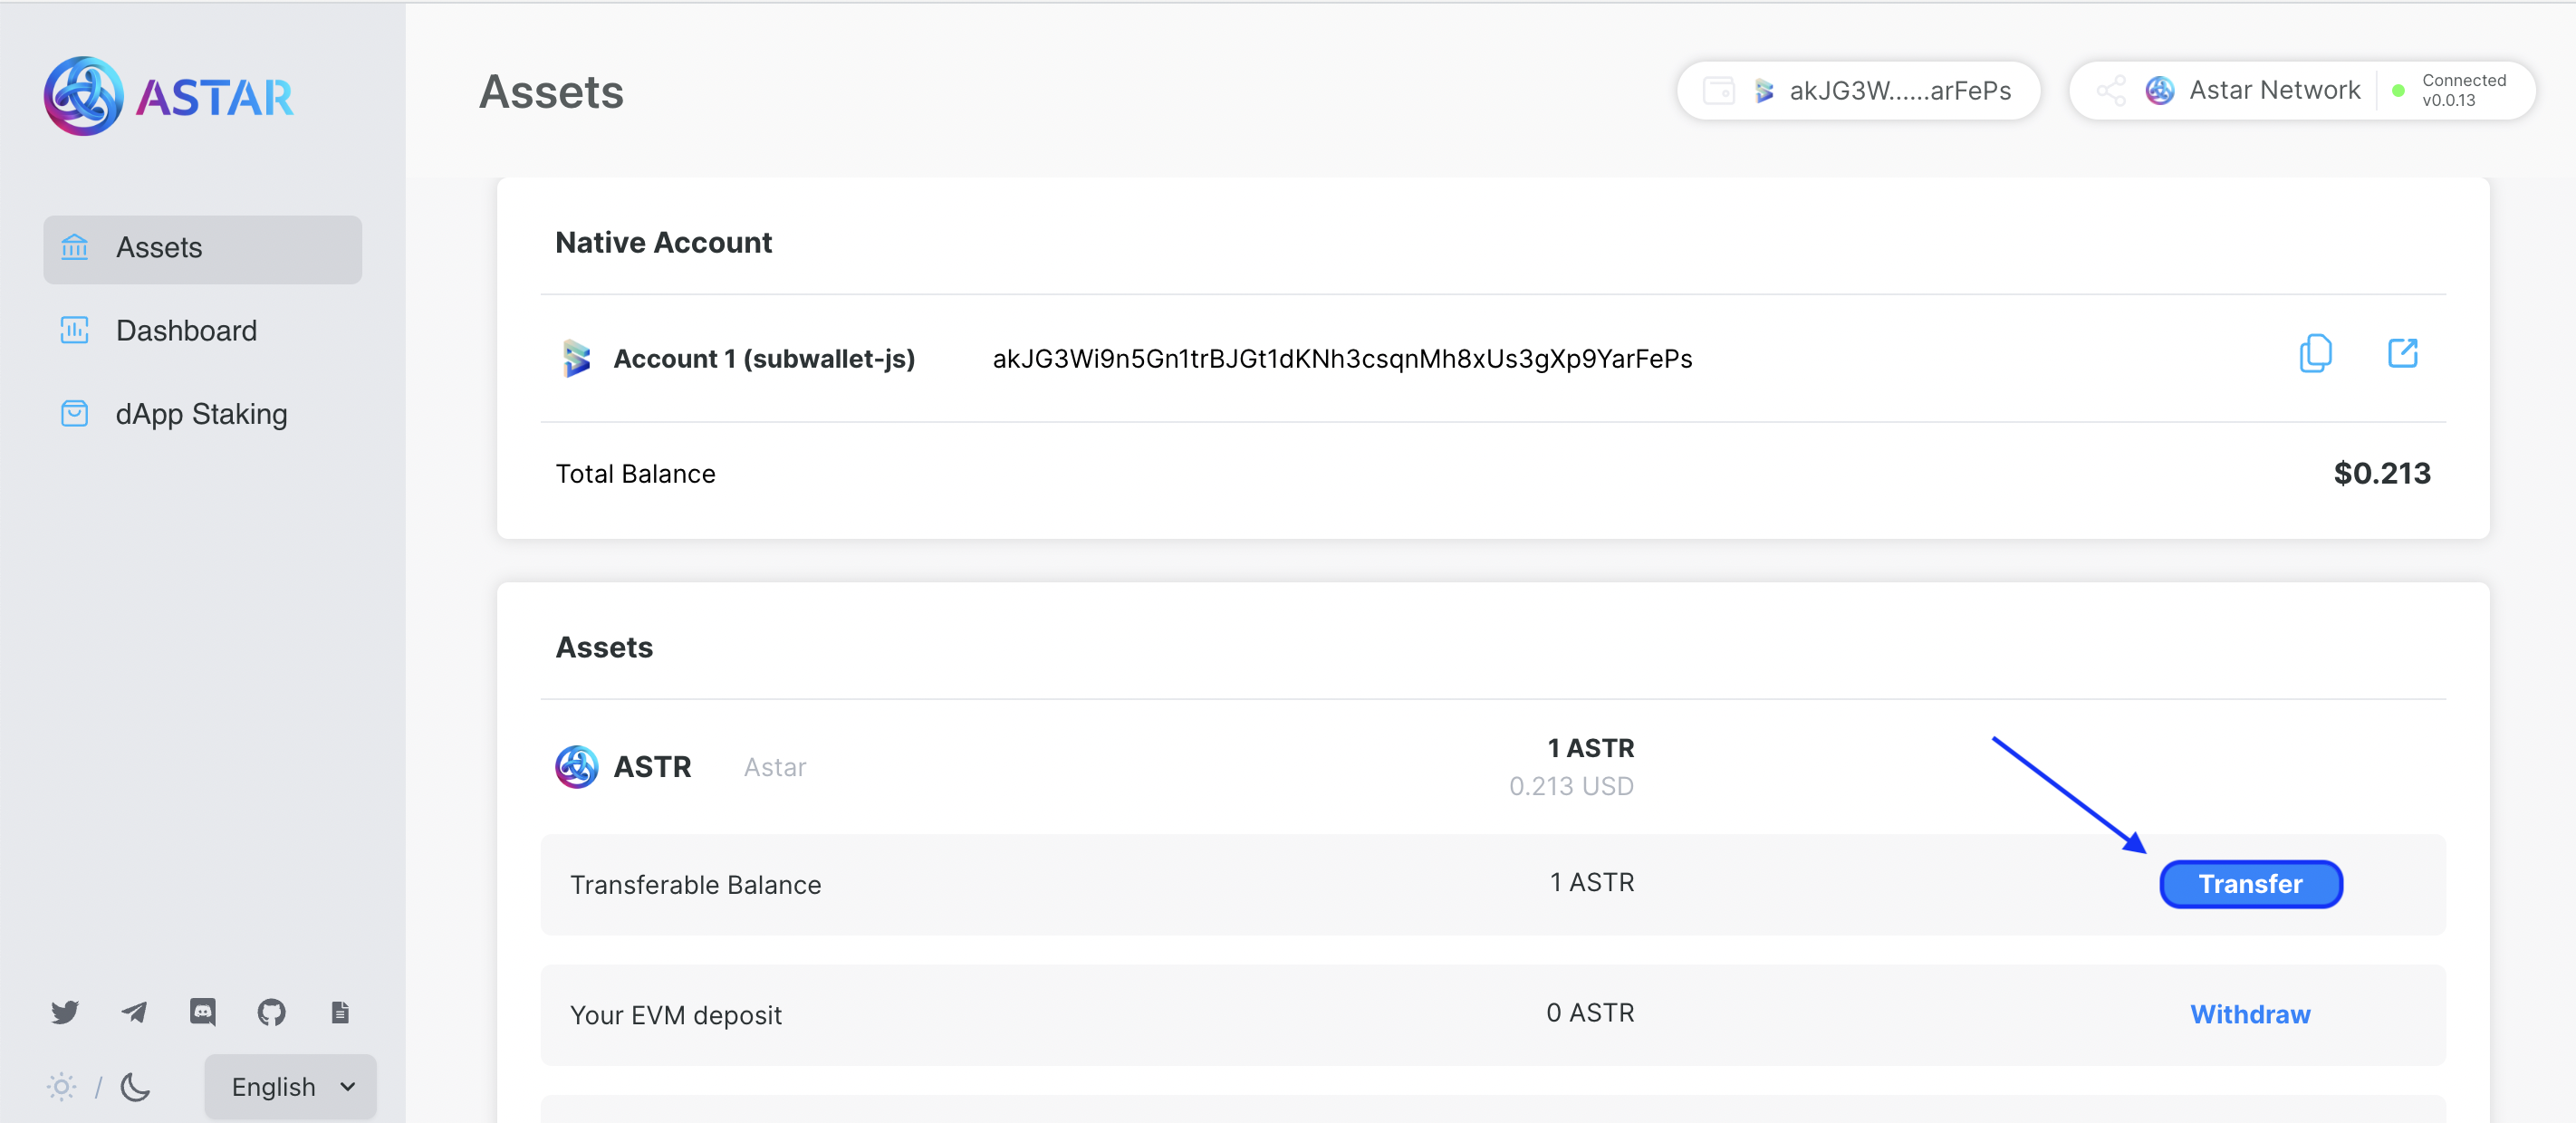 ASTAR
Assets
akJG3W......arFePs
Astar Network
Connected
v0.0.13
Assets
Dashboard
dApp Staking
Native Account
Account 1 (subwallet-js) akJG3Wi9n5Gn1trBJGt1dKNh3csqnMh8xUs3gXp9YarFePs
Total Balance $0.213
Assets
ASTR Astar 1 ASTR
0.213 USD
Transferable Balance 1 ASTR Transfer
Your EVM deposit 0 ASTR Withdraw
/
English